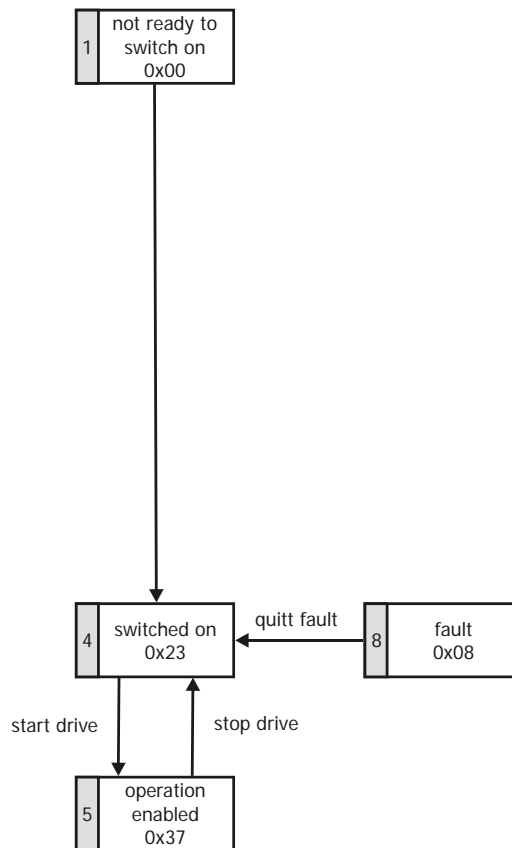 1
not ready to
switch on
0x00
4
switched on
0x23
quitt fault
8
fault
0x08
start drive
stop drive
5
operation
enabled
0x37